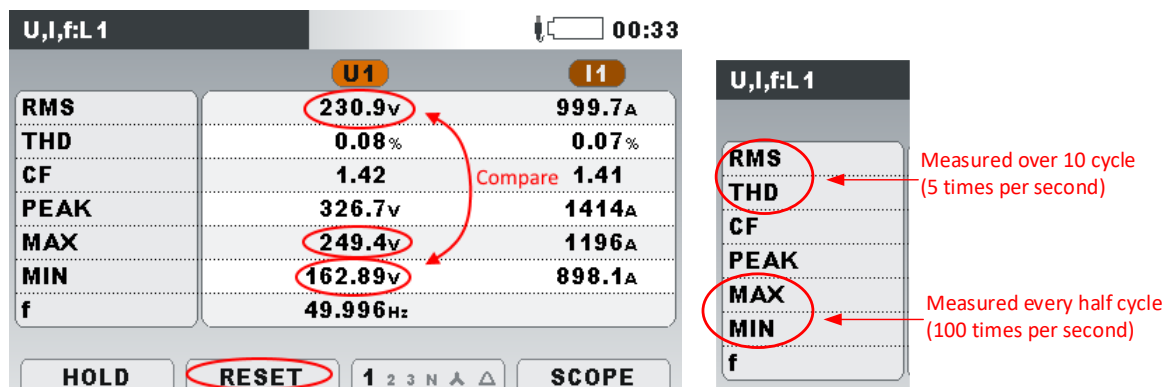 U,I,f:L1 00:33
U1 I1
RMS 230.9V 999.7A
THD 0.08% 0.07%
CF 1.42 1.41
Compare
PEAK 326.7V 1414A
MAX 249.4V 1196A
MIN 162.89V 898.1A
f 49.996Hz
HOLD RESET 1 2 3 N 人 △ SCOPE
U,I,f:L1
RMS
THD
CF
PEAK
MAX
MIN
f
Measured over 10 cycle
(5 times per second)
Measured every half cycle
(100 times per second)